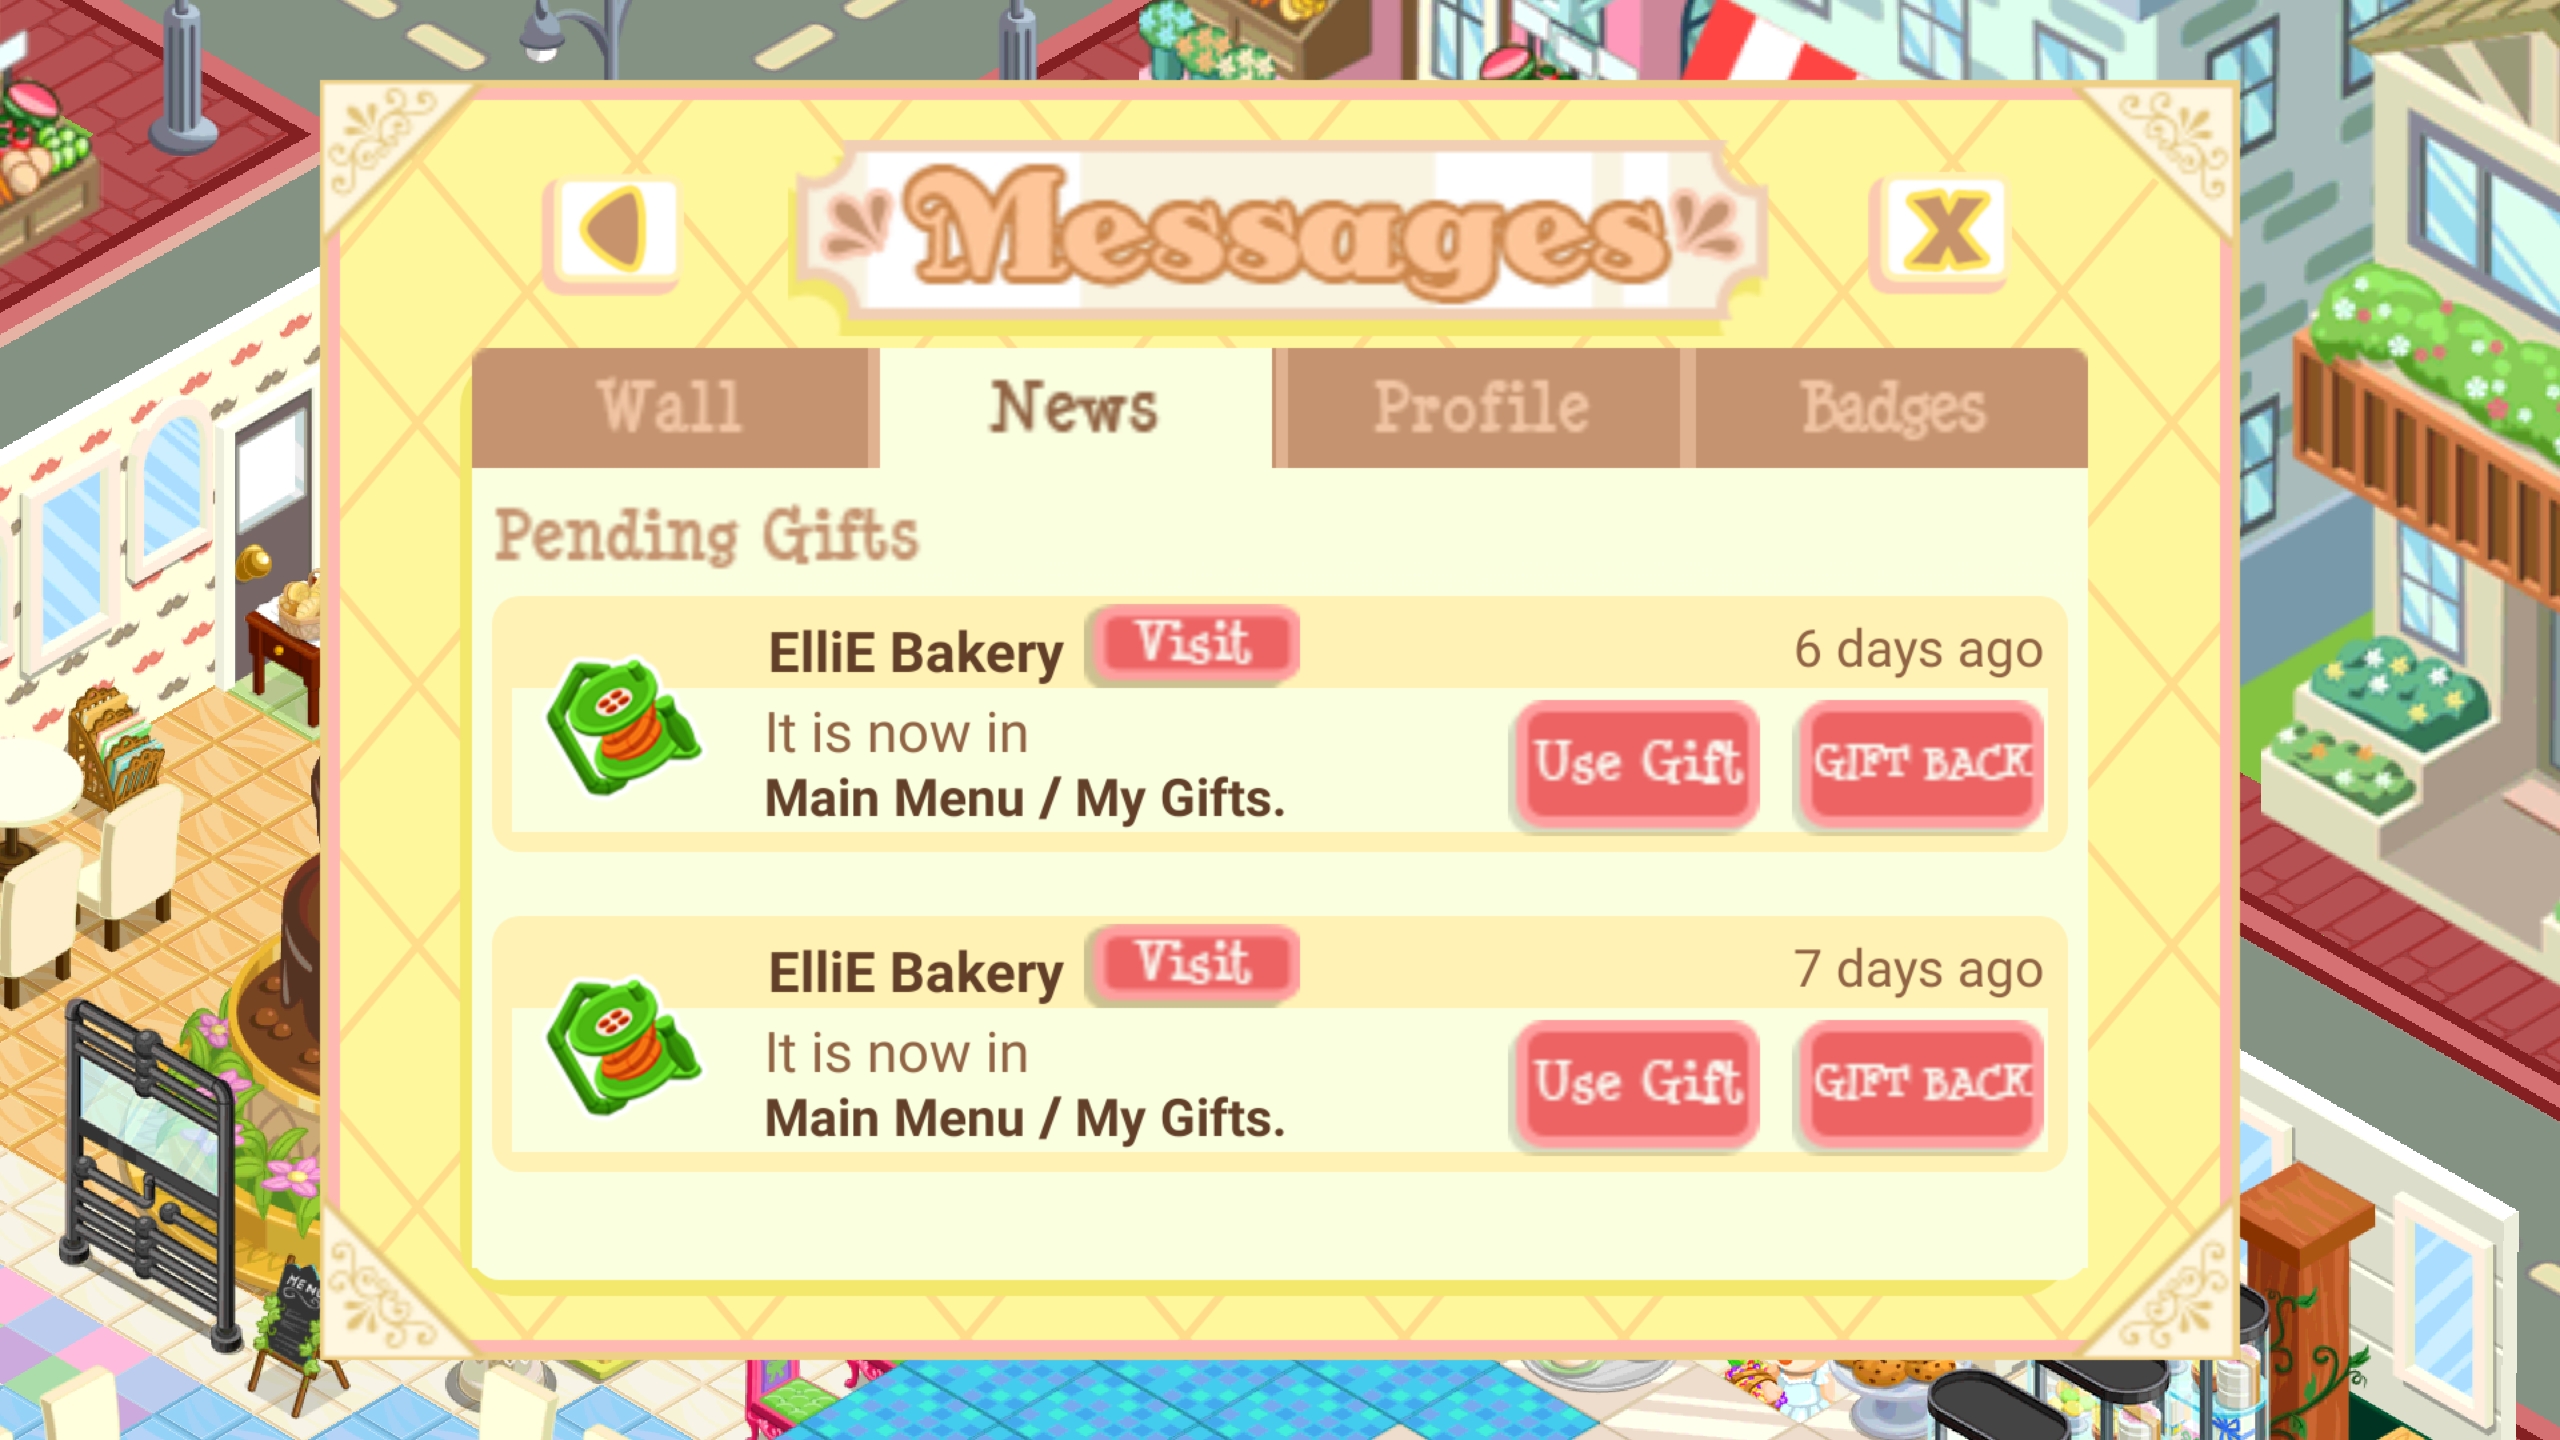 Messages
Wall News Profile Badges
Pending Gifts
ElliE Bakery Visit 6 days ago
It is now in
Main Menu / My Gifts.
Use Gift GIFT BACK
ElliE Bakery Visit 7 days ago
It is now in
Main Menu / My Gifts.
Use Gift GIFT BACK